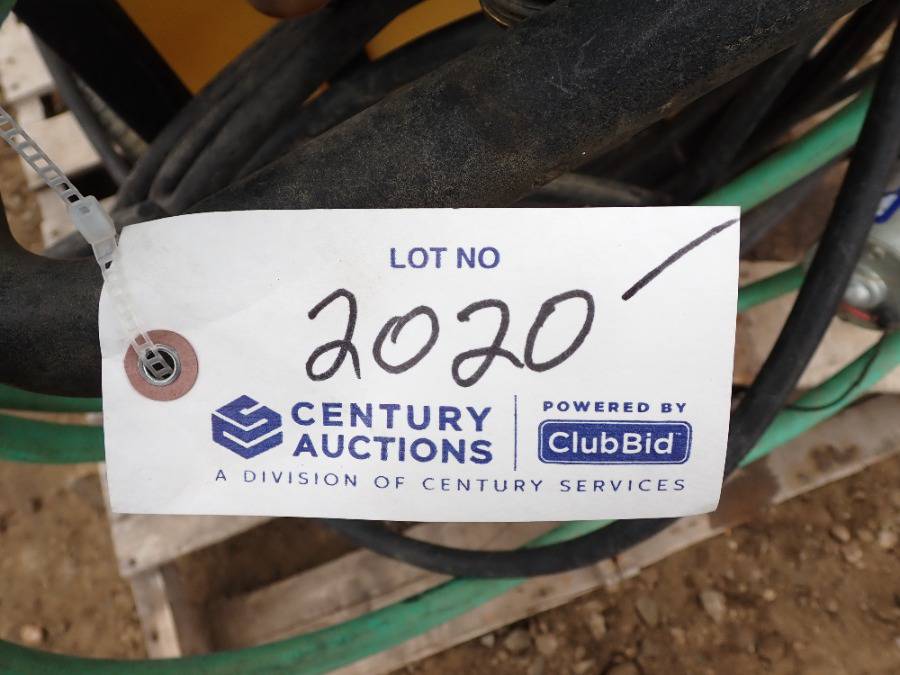 LOT NO
2020
CENTURY
AUCTIONS
POWERED BY
ClubBid
A DIVISION OF CENTURY SERVICES